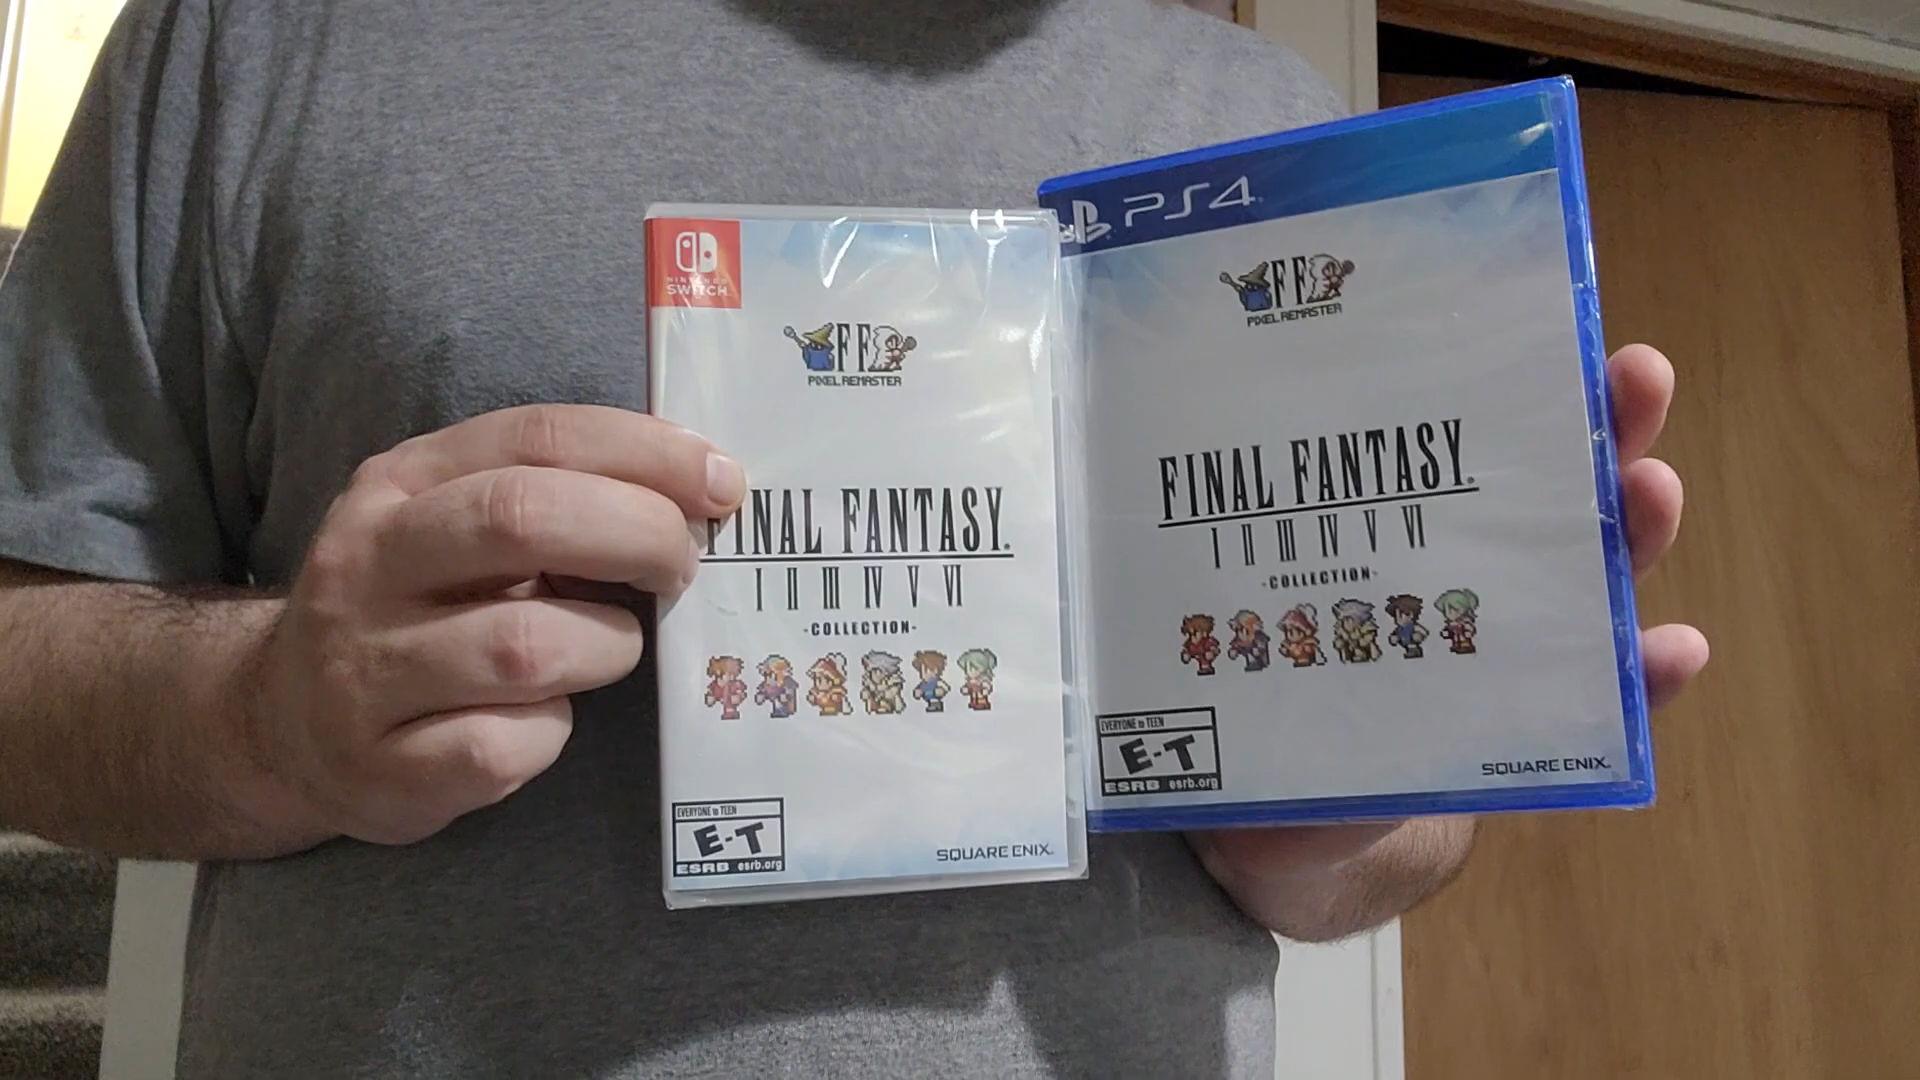 NINTENDO
SWITCH
FF
PIXEL REMASTER
FINAL FANTASY.
I II III IV V VI
-COLLECTION-
EVERYONE to TEEN
E-T
ESRB esrb.org
SQUARE ENIX.
PS4
FF
PIXEL REMASTER
FINAL FANTASY®
I II III IV V VI
-COLLECTION-
EVERYONE to TEEN
E-T
ESRB esrb.org
SQUARE ENIX.